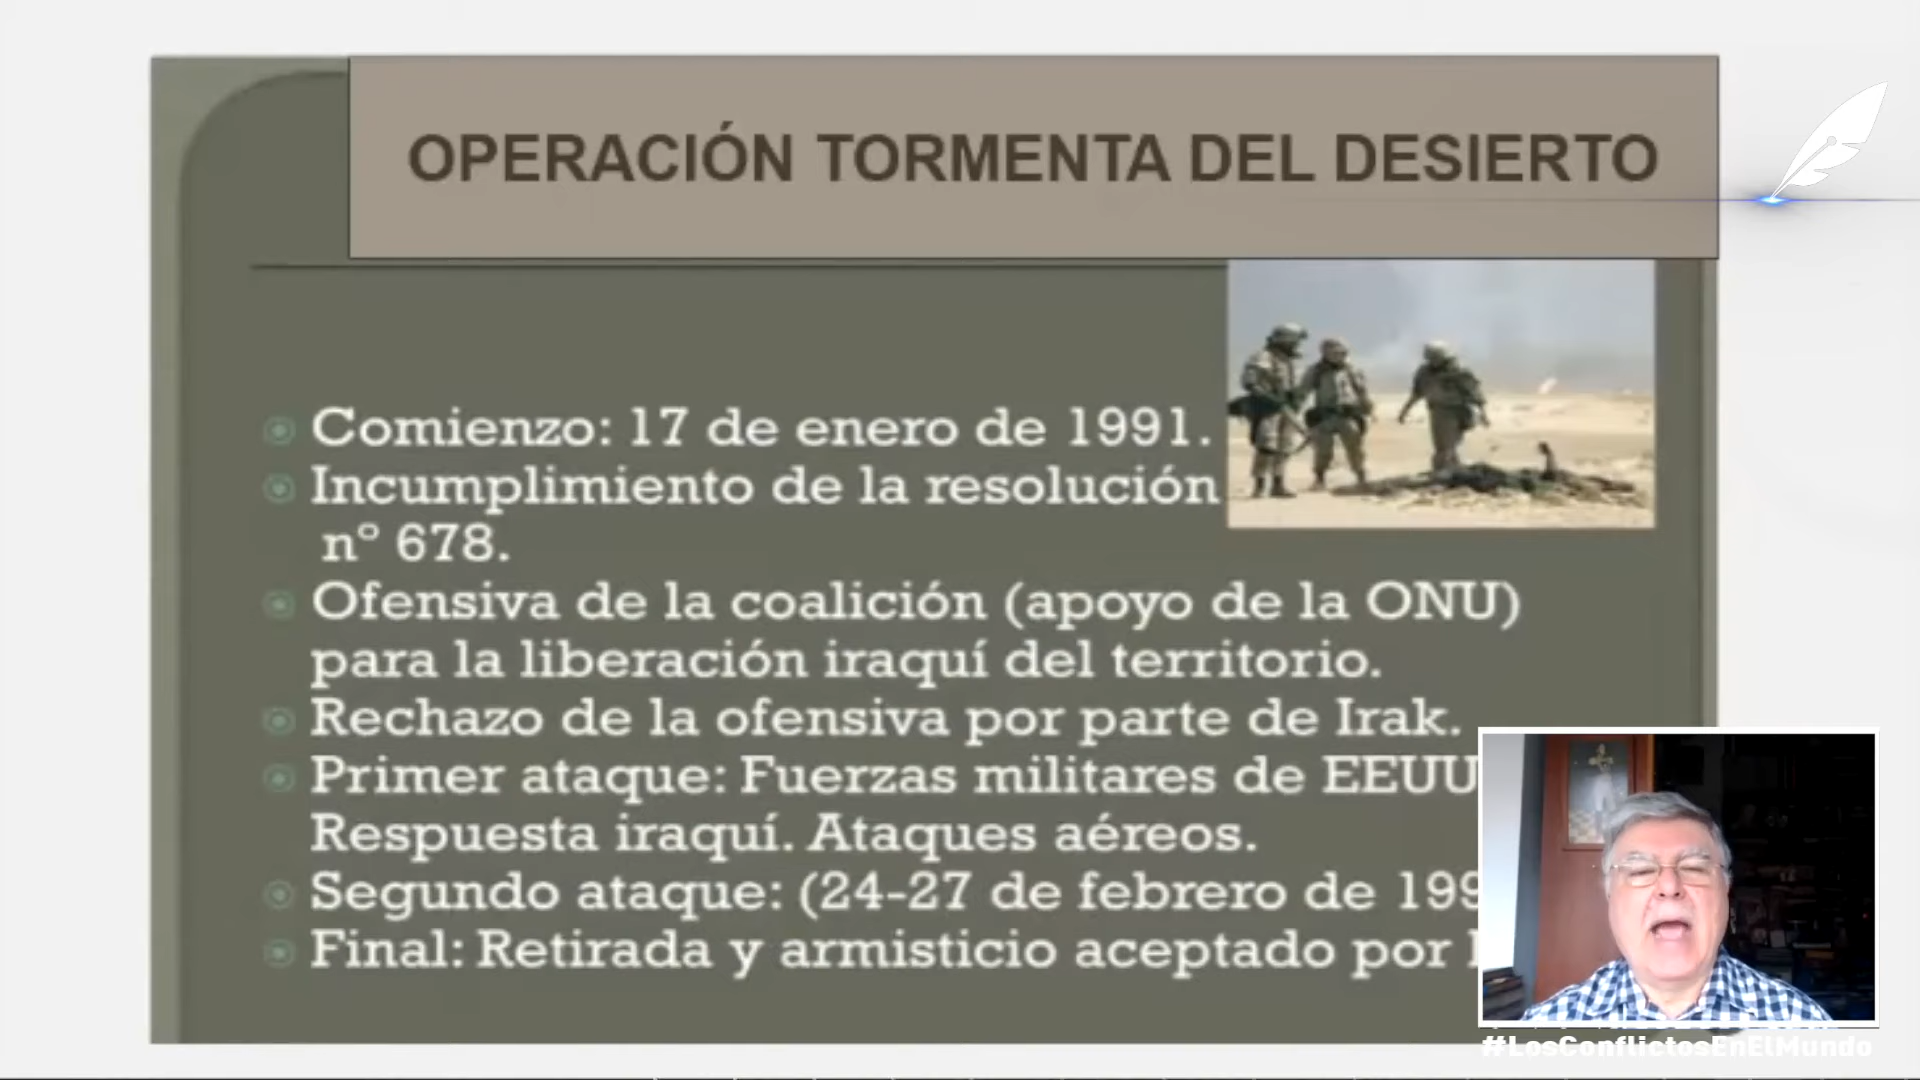 OPERACIÓN TORMENTA DEL DESIERTO
Comienzo: 17 de enero de 1991.
Incumplimiento de la resolución
nº 678.
Ofensiva de la coalición (apoyo de la ONU)
para la liberación iraquí del territorio.
Rechazo de la ofensiva por parte de Irak.
Primer ataque: Fuerzas militares de EEUU
Respuesta iraquí. Ataques aéreos.
Segundo ataque: (24-27 de febrero de 199
Final: Retirada y armisticio aceptado por
#LosConflictosEnElMundo